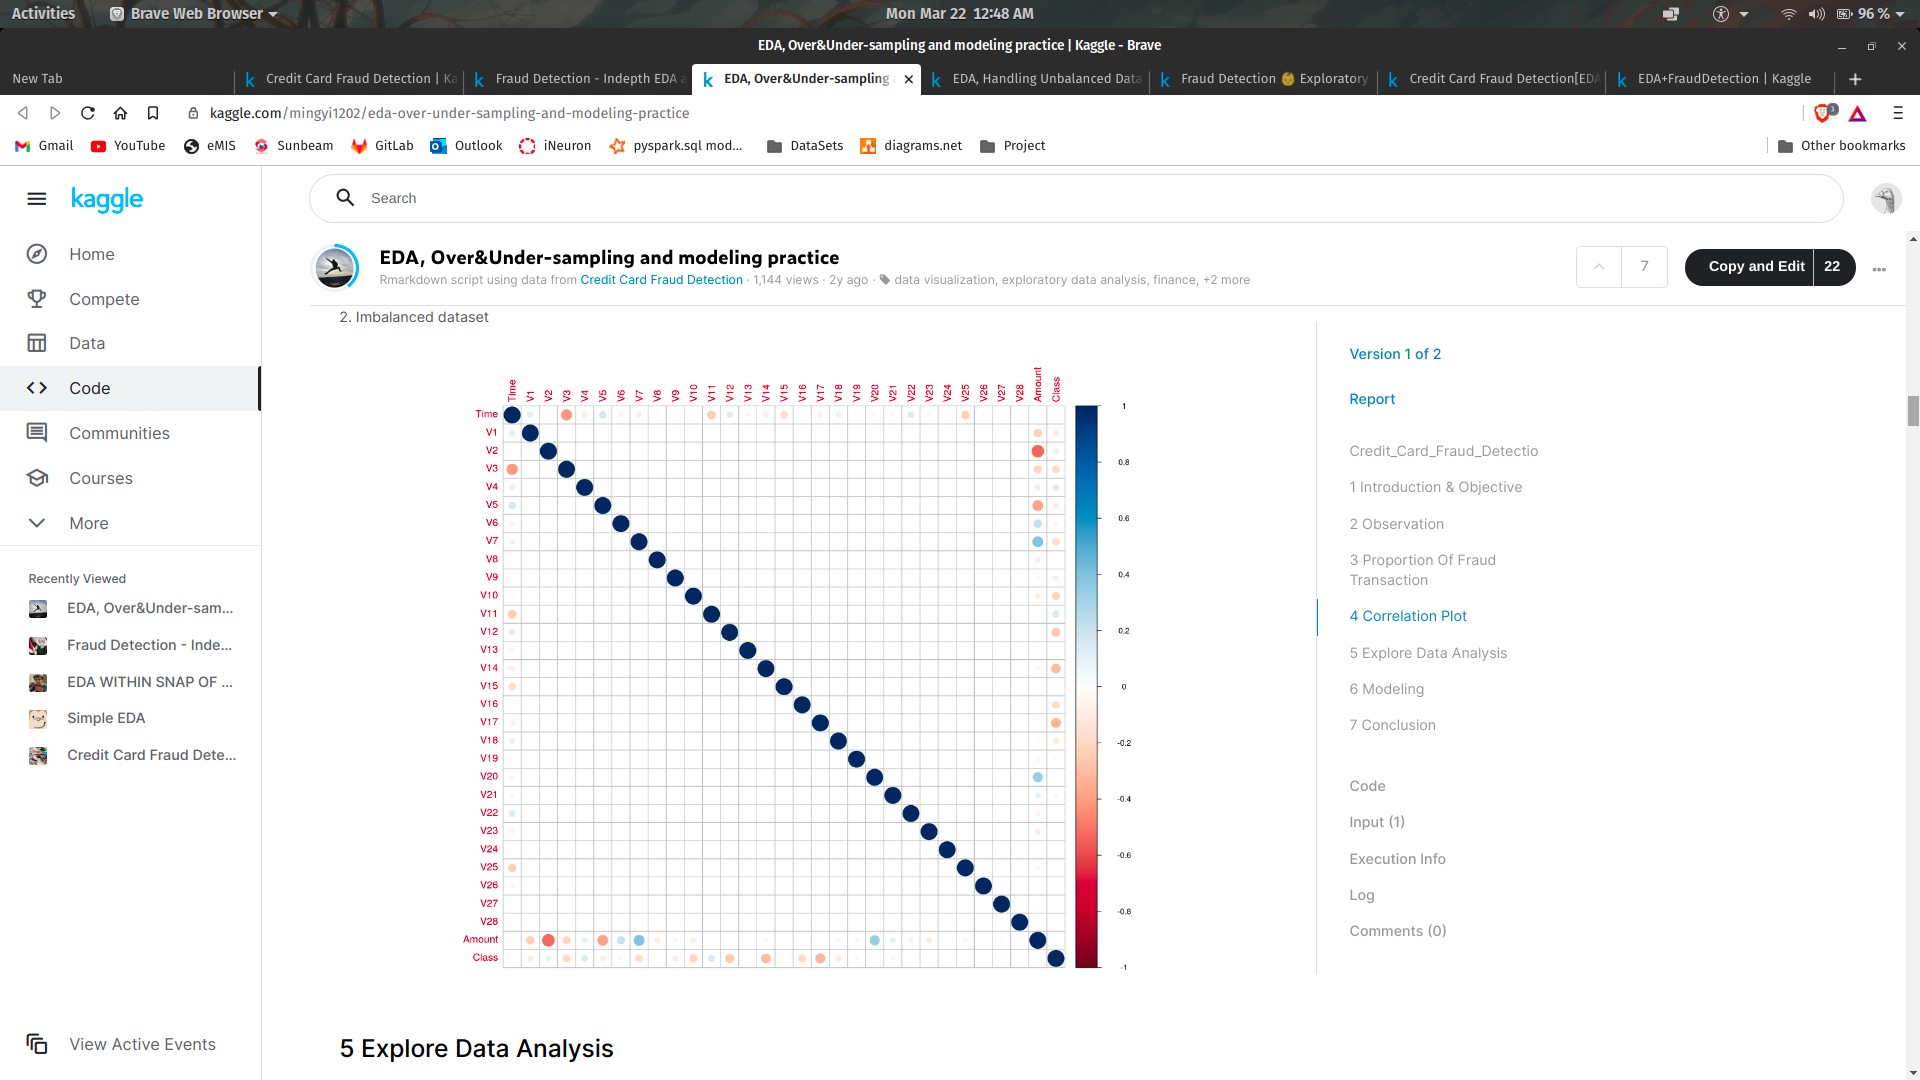 Activities
Brave Web Browser
Mon Mar 22 12:48 AM
96 %
EDA, Over&Under-sampling and modeling practice | Kaggle - Brave
New Tab
Credit Card Fraud Detection | Ka
Fraud Detection - Indepth EDA a
EDA, Over&Under-sampling
EDA, Handling Unbalanced Data
Fraud Detection 👶 Exploratory
Credit Card Fraud Detection[EDA
EDA+FraudDetection | Kaggle
kaggle.com/mingyi1202/eda-over-under-sampling-and-modeling-practice
3
Gmail
YouTube
eMIS
Sunbeam
GitLab
Outlook
iNeuron
pyspark.sql mod...
DataSets
diagrams.net
Project
Other bookmarks
kaggle
Search
Home
Compete
Data
Code
Communities
Courses
More
Recently Viewed
EDA, Over&Under-sam...
Fraud Detection - Inde...
EDA WITHIN SNAP OF ...
Simple EDA
Credit Card Fraud Dete...
View Active Events
EDA, Over&Under-sampling and modeling practice
Rmarkdown script using data from Credit Card Fraud Detection · 1,144 views · 2y ago · data visualization, exploratory data analysis, finance, +2 more
7
Copy and Edit
22
2. Imbalanced dataset
Time V1 V2 V3 V4 V5 V6 V7 V8 V9 V10 V11 V12 V13 V14 V15 V16 V17 V18 V19 V20 V21 V22 V23 V24 V25 V26 V27 V28 Amount Class
Time
V1
V2
V3
V4
V5
V6
V7
V8
V9
V10
V11
V12
V13
V14
V15
V16
V17
V18
V19
V20
V21
V22
V23
V24
V25
V26
V27
V28
Amount
Class
1
0.8
0.6
0.4
0.2
0
-0.2
-0.4
-0.6
-0.8
-1
5 Explore Data Analysis
Version 1 of 2
Report
Credit_Card_Fraud_Detectio
1 Introduction & Objective
2 Observation
3 Proportion Of Fraud
Transaction
4 Correlation Plot
5 Explore Data Analysis
6 Modeling
7 Conclusion
Code
Input (1)
Execution Info
Log
Comments (0)